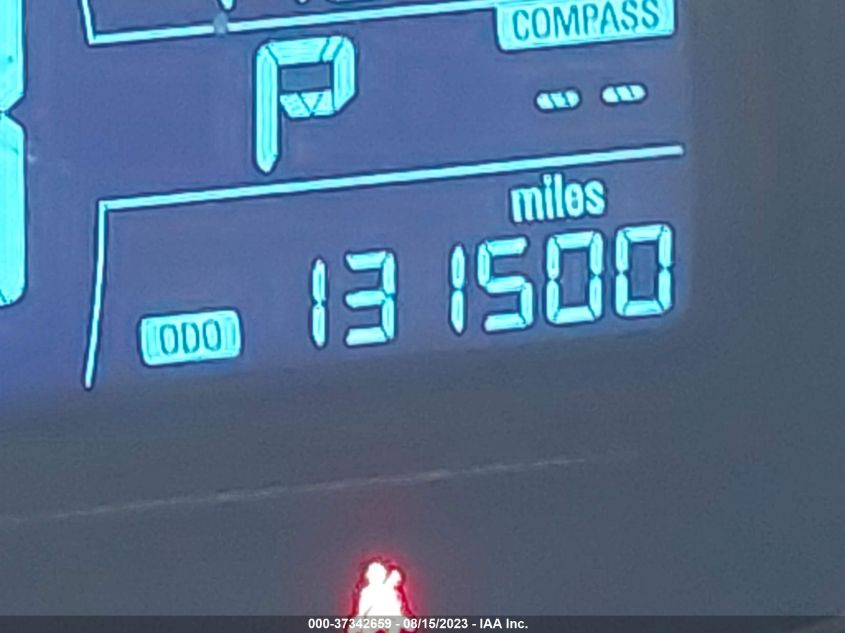 COMPASS
P
-- --
miles
ODO 131500
000-37342659 - 08/15/2023 - IAA Inc.